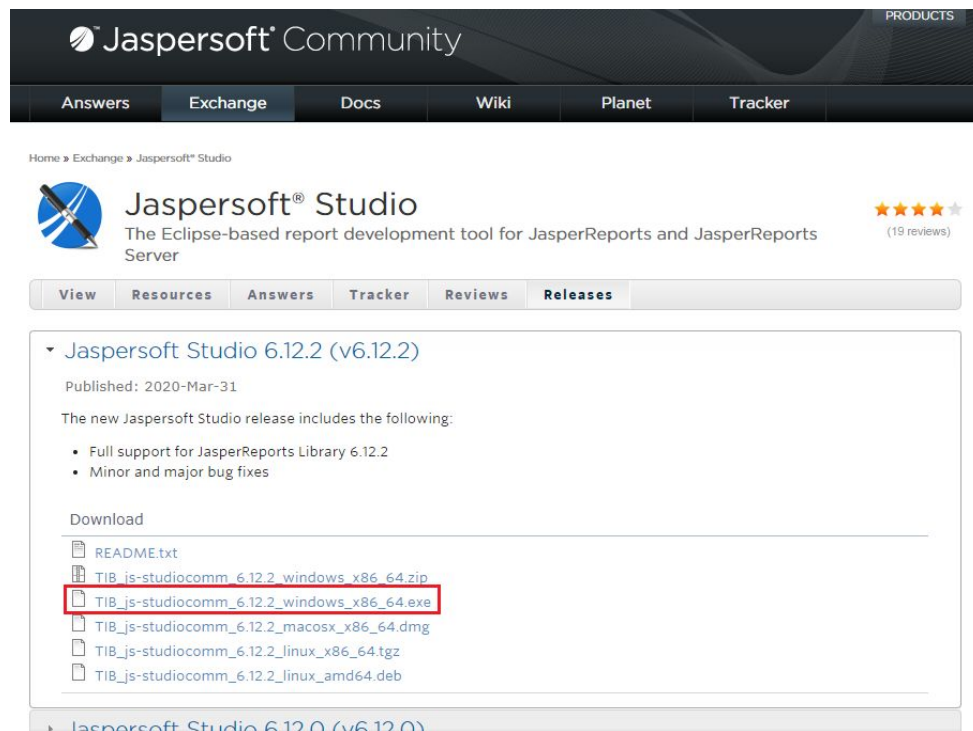 PRODUCTS
Jaspersoft® Community
Answers Exchange Docs Wiki Planet Tracker
Home » Exchange » Jaspersoft® Studio
Jaspersoft® Studio
The Eclipse-based report development tool for JasperReports and JasperReports
Server
(19 reviews)
View Resources Answers Tracker Reviews Releases
Jaspersoft Studio 6.12.2 (v6.12.2)
Published: 2020-Mar-31
The new Jaspersoft Studio release includes the following:
• Full support for JasperReports Library 6.12.2
• Minor and major bug fixes
Download
README.txt
TIB_js-studiocomm_6.12.2_windows_x86_64.zip
TIB_js-studiocomm_6.12.2_windows_x86_64.exe
TIB_js-studiocomm_6.12.2_macosx_x86_64.dmg
TIB_js-studiocomm_6.12.2_linux_x86_64.tgz
TIB_js-studiocomm_6.12.2_linux_amd64.deb
Jaspersoft Studio 6.12.0 (v6.12.0)